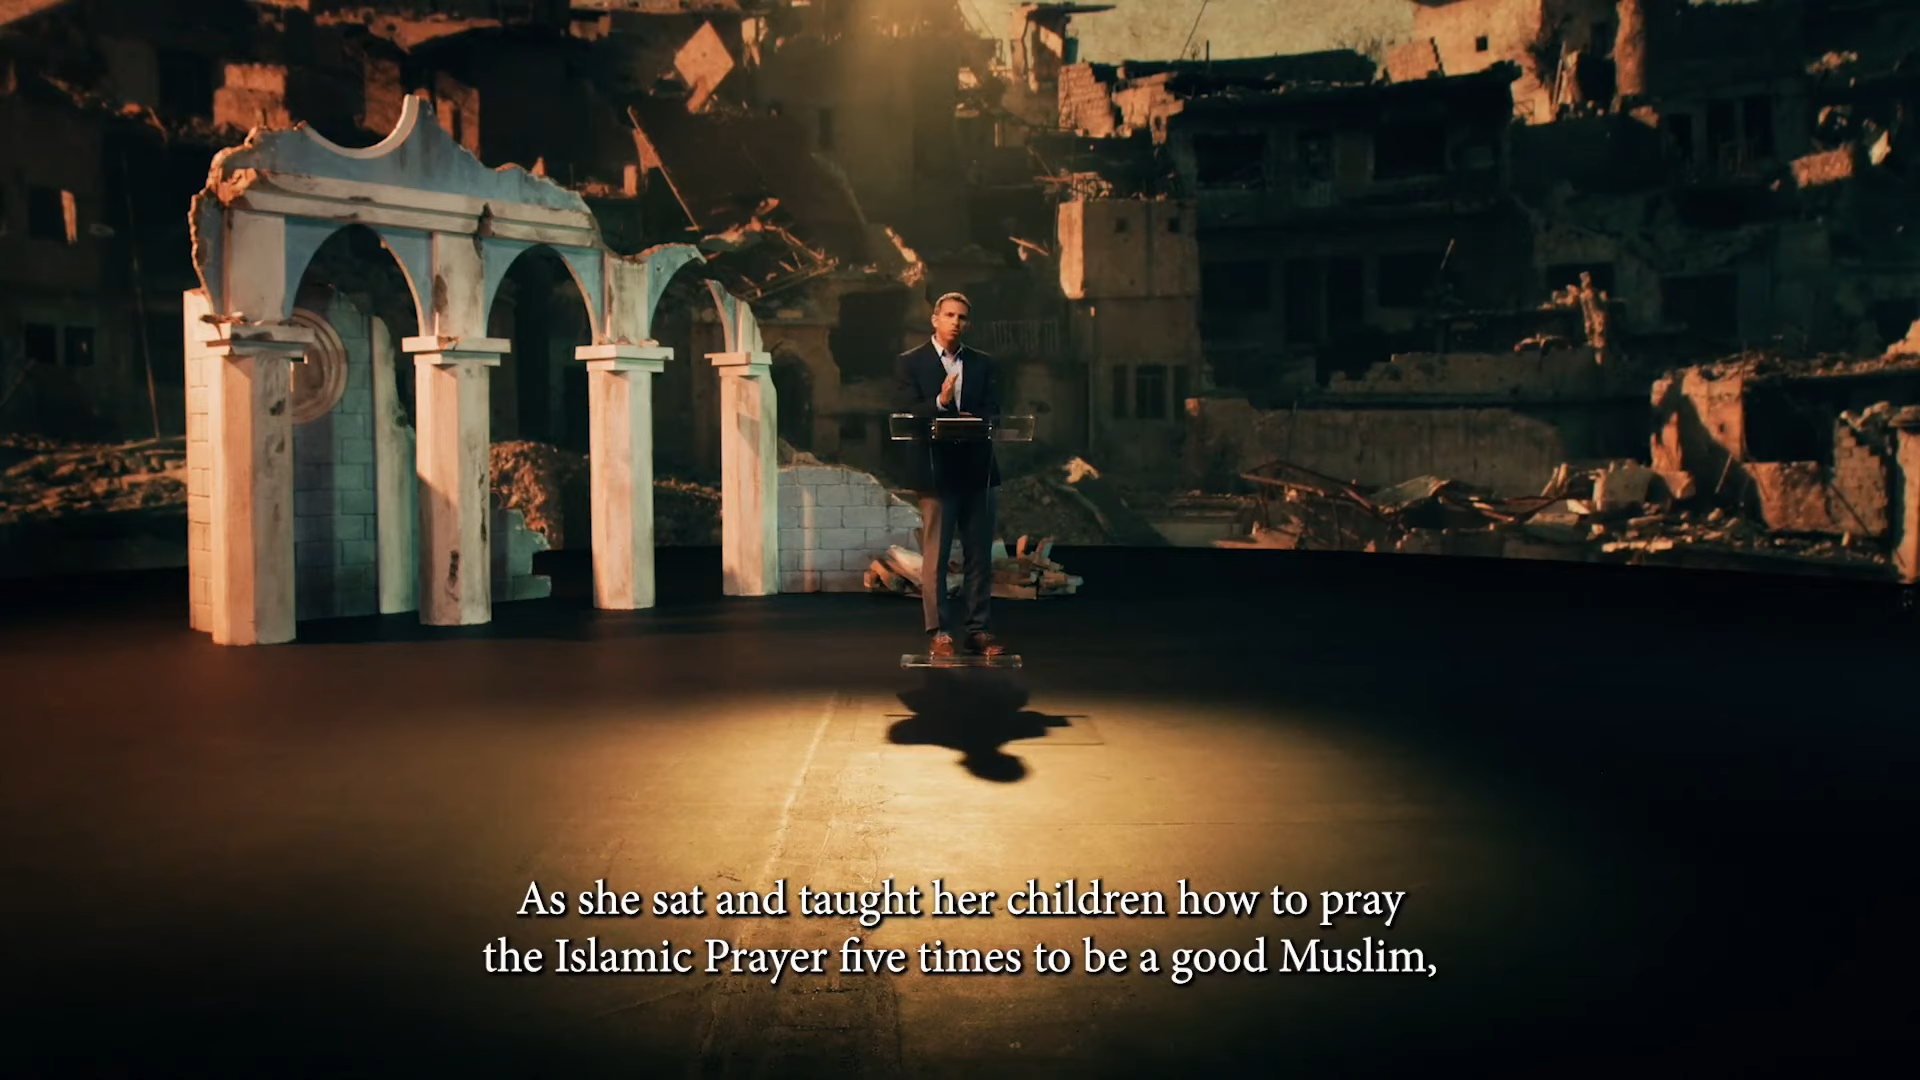 As she sat and taught her children how to pray
the Islamic Prayer five times to be a good Muslim,